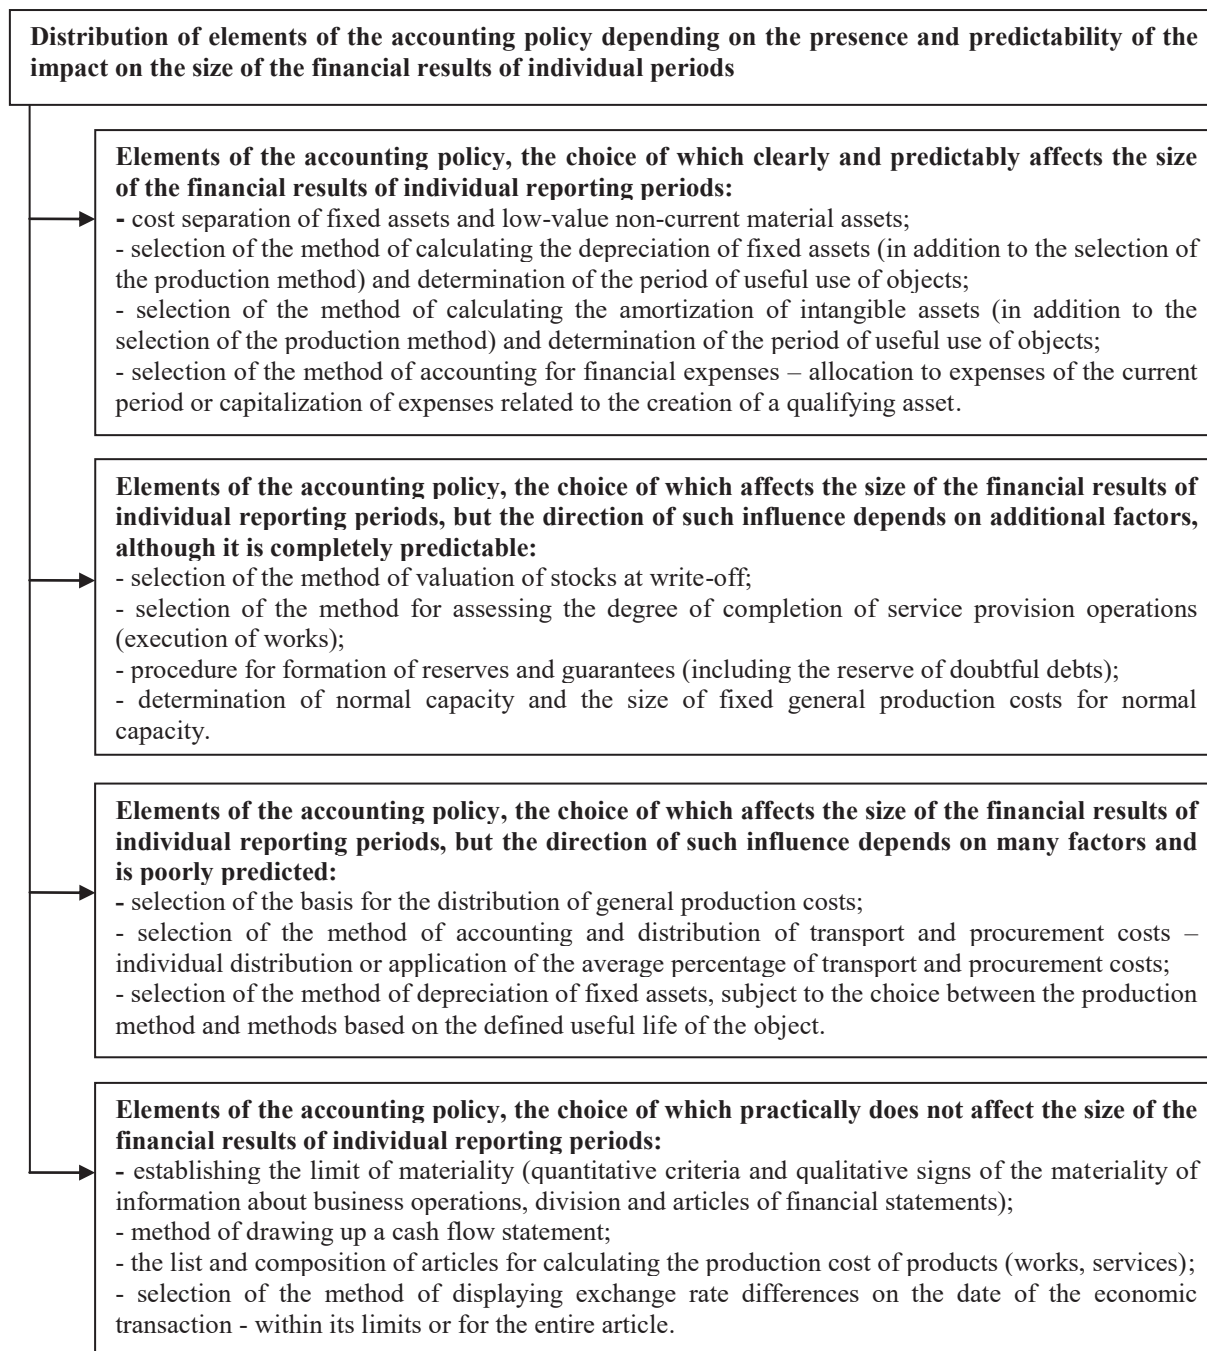 Distribution of elements of the accounting policy depending on the presence and predictability of the
impact on the size of the financial results of individual periods
Elements of the accounting policy, the choice of which clearly and predictably affects the size
of the financial results of individual reporting periods:
- cost separation of fixed assets and low-value non-current material assets;
- selection of the method of calculating the depreciation of fixed assets (in addition to the selection of
the production method) and determination of the period of useful use of objects;
- selection of the method of calculating the amortization of intangible assets (in addition to the
selection of the production method) and determination of the period of useful use of objects;
- selection of the method of accounting for financial expenses – allocation to expenses of the current
period or capitalization of expenses related to the creation of a qualifying asset.
Elements of the accounting policy, the choice of which affects the size of the financial results of
individual reporting periods, but the direction of such influence depends on additional factors,
although it is completely predictable:
- selection of the method of valuation of stocks at write-off;
- selection of the method for assessing the degree of completion of service provision operations
(execution of works);
- procedure for formation of reserves and guarantees (including the reserve of doubtful debts);
- determination of normal capacity and the size of fixed general production costs for normal
capacity.
Elements of the accounting policy, the choice of which affects the size of the financial results of
individual reporting periods, but the direction of such influence depends on many factors and
is poorly predicted:
- selection of the basis for the distribution of general production costs;
- selection of the method of accounting and distribution of transport and procurement costs –
individual distribution or application of the average percentage of transport and procurement costs;
- selection of the method of depreciation of fixed assets, subject to the choice between the production
method and methods based on the defined useful life of the object.
Elements of the accounting policy, the choice of which practically does not affect the size of the
financial results of individual reporting periods:
- establishing the limit of materiality (quantitative criteria and qualitative signs of the materiality of
information about business operations, division and articles of financial statements);
- method of drawing up a cash flow statement;
- the list and composition of articles for calculating the production cost of products (works, services);
- selection of the method of displaying exchange rate differences on the date of the economic
transaction - within its limits or for the entire article.